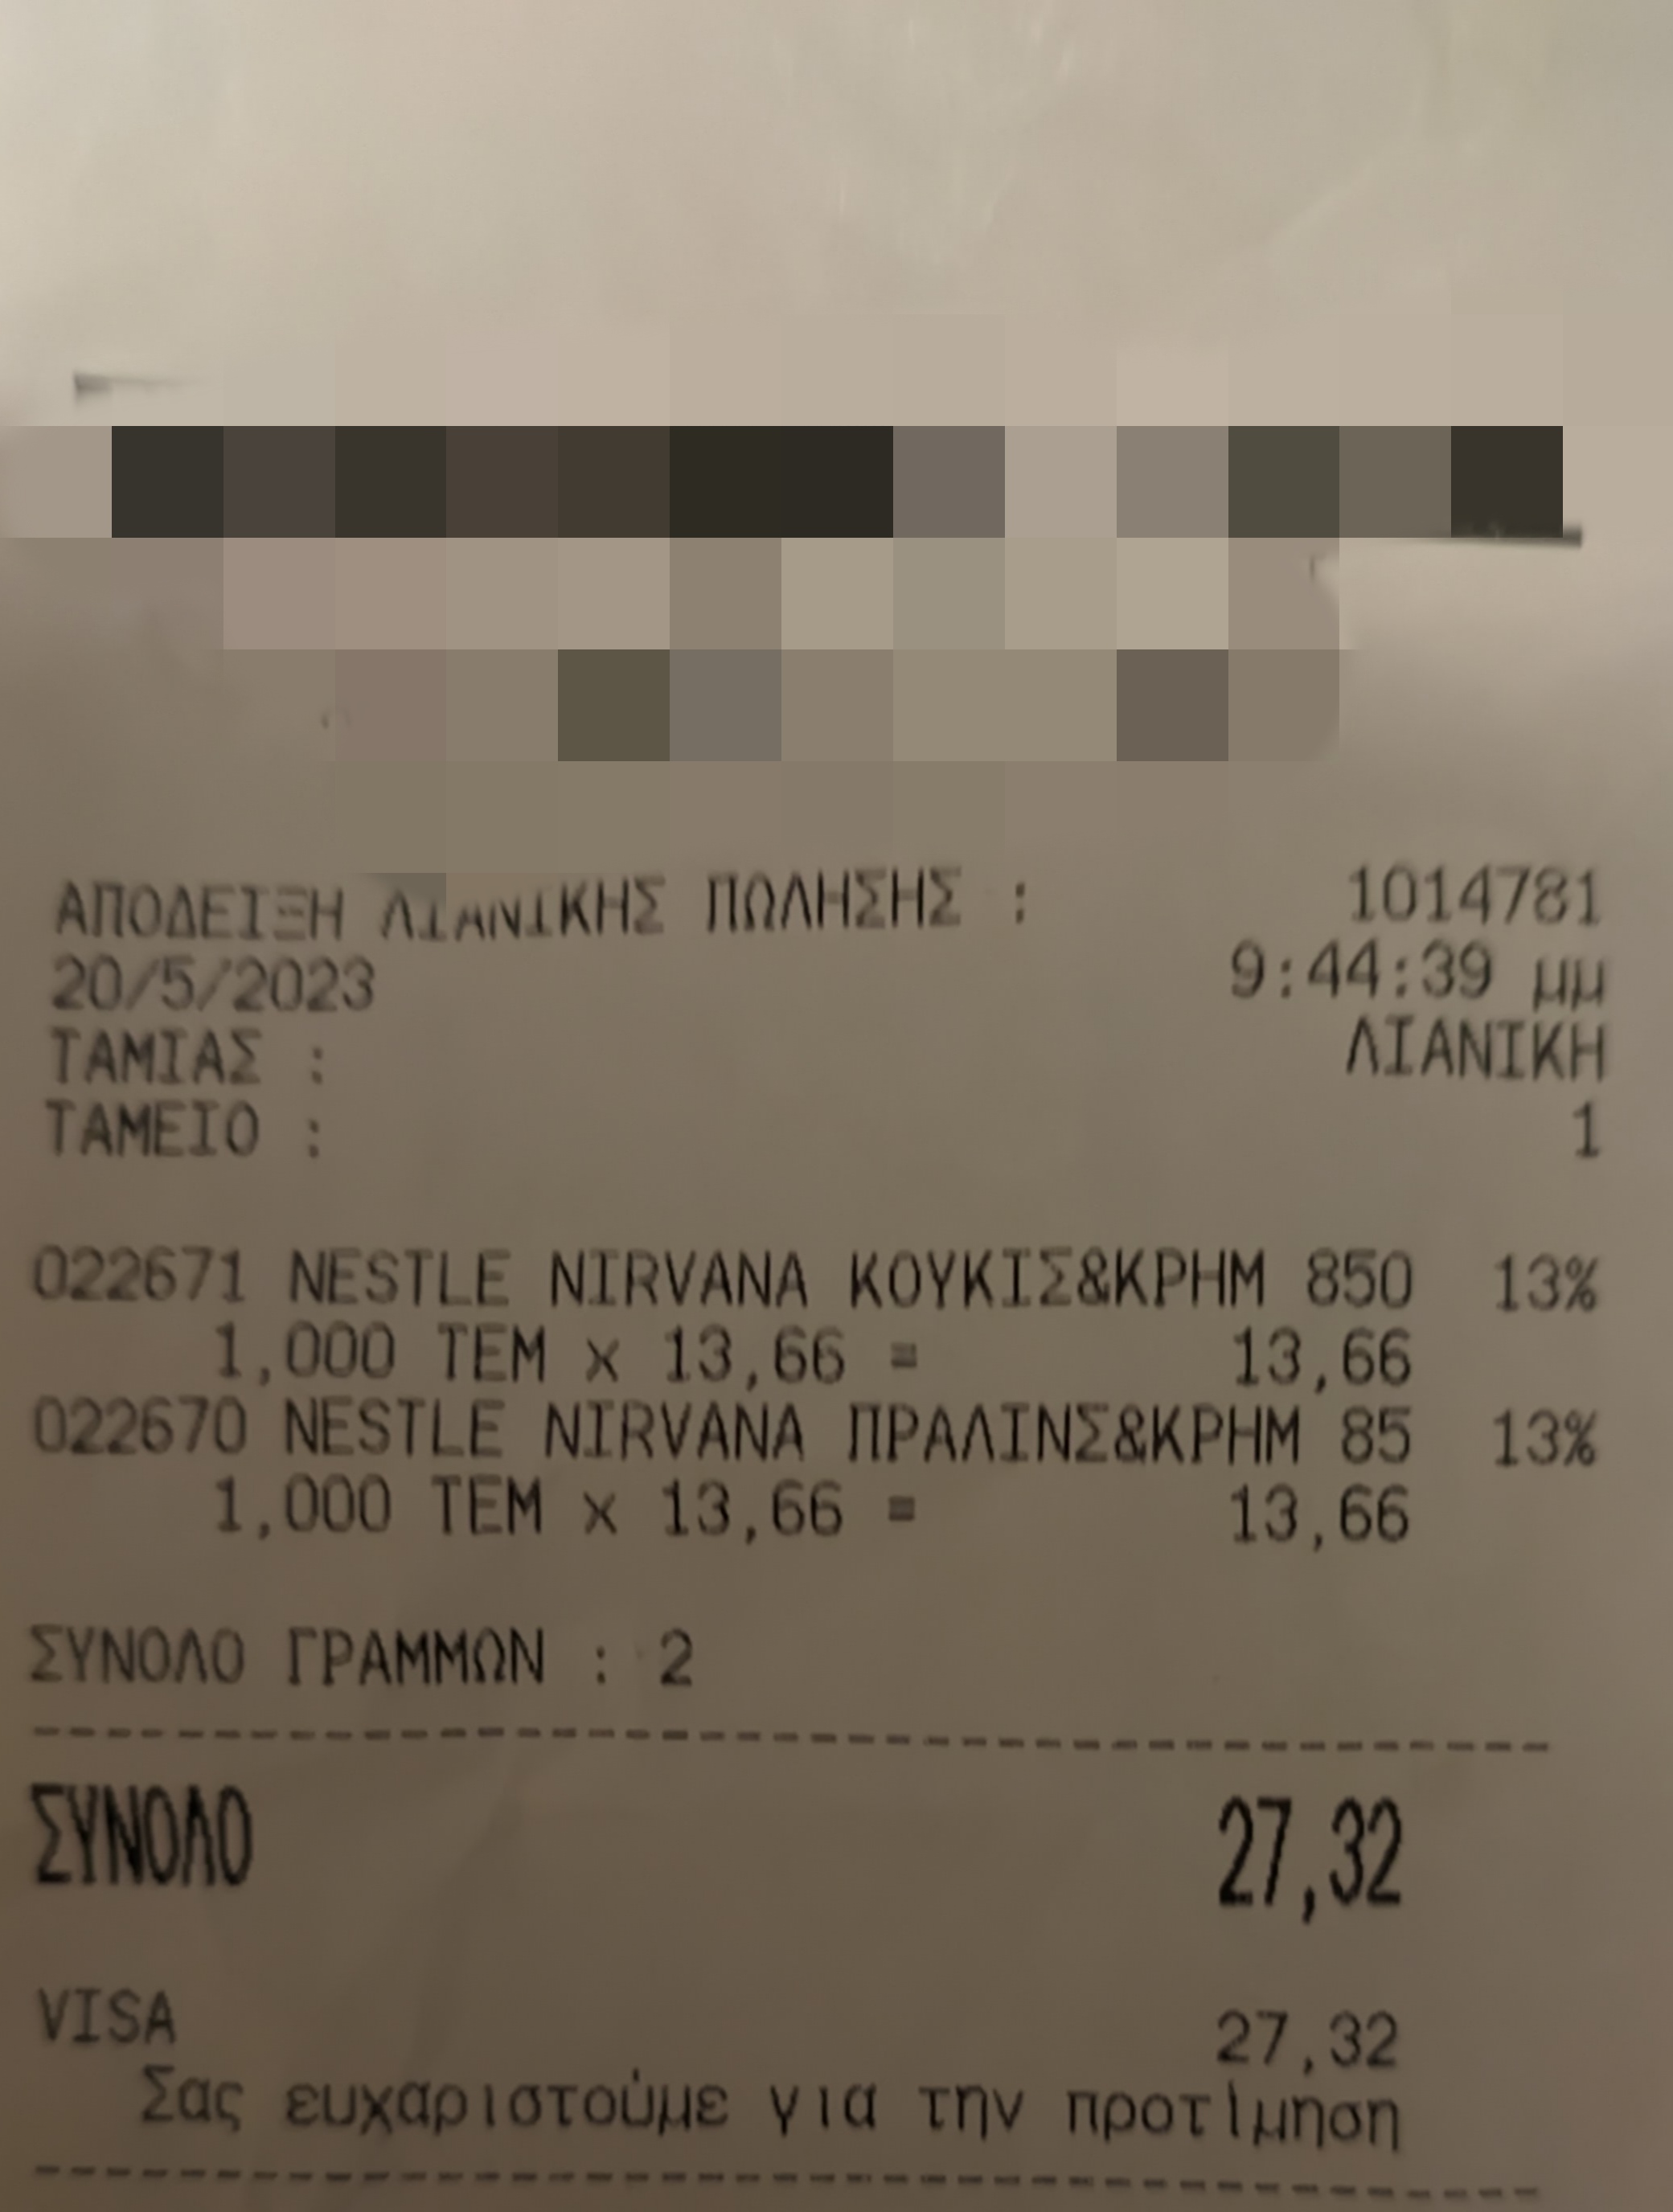 ΑΠΟΔΕΙΞΗ ΛΙΑΝΙΚΗΣ ΠΩΛΗΣΗΣ : 1014781
20/5/2023 9:44:39 μμ
ΤΑΜΙΑΣ : ΛΙΑΝΙΚΗ
ΤΑΜΕΙΟ : 1
022671 NESTLE NIRVANA ΚΟΥΚΙΣ&ΚΡΗΜ 850 13%
1,000 ΤΕΜ x 13,66 = 13,66
022670 NESTLE NIRVANA ΠΡΑΛΙΝΣ&ΚΡΗΜ 85 13%
1,000 ΤΕΜ x 13,66 = 13,66
ΣΥΝΟΛΟ ΓΡΑΜΜΩΝ : 2
ΣΥΝΟΛΟ 27,32
VISA 27,32
Σας ευχαριστούμε για την προτίμηση